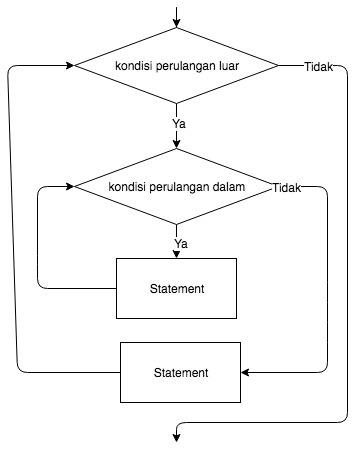 kondisi perulangan luar
Tidak
Ya
kondisi perulangan dalam
Tidak
Ya
Statement
Statement